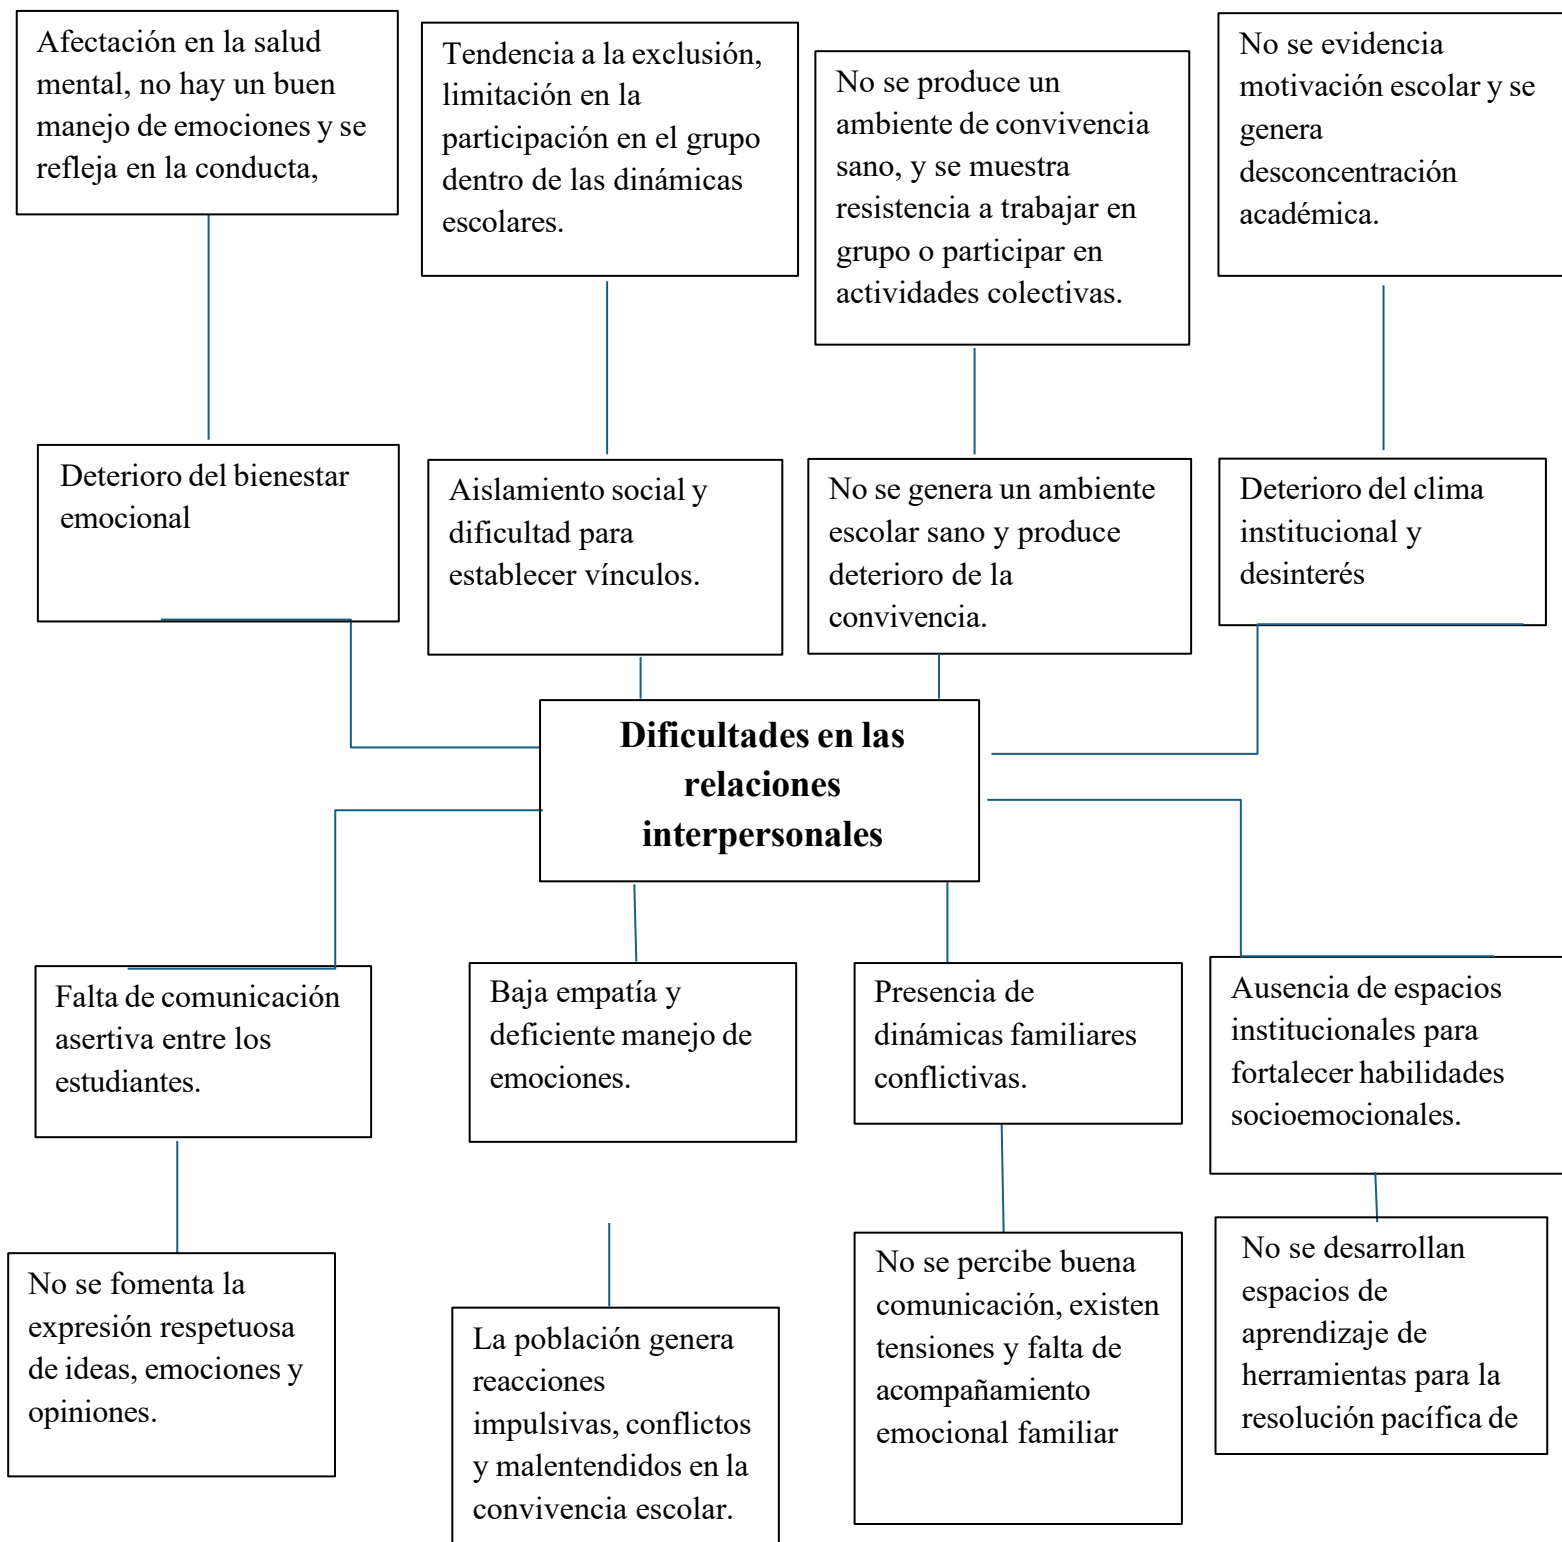 Afectación en la salud
mental, no hay un buen
manejo de emociones y se
refleja en la conducta,
Tendencia a la exclusión,
limitación en la
participación en el grupo
dentro de las dinámicas
escolares.
No se produce un
ambiente de convivencia
sano, y se muestra
resistencia a trabajar en
grupo o participar en
actividades colectivas.
No se evidencia
motivación escolar y se
genera
desconcentración
académica.
Deterioro del bienestar
emocional
Aislamiento social y
dificultad para
establecer vínculos.
No se genera un ambiente
escolar sano y produce
deterioro de la
convivencia.
Deterioro del clima
institucional y
desinterés
Dificultades en las
relaciones
interpersonales
Falta de comunicación
asertiva entre los
estudiantes.
Baja empatía y
deficiente manejo de
emociones.
Presencia de
dinámicas familiares
conflictivas.
Ausencia de espacios
institucionales para
fortalecer habilidades
socioemocionales.
No se fomenta la
expresión respetuosa
de ideas, emociones y
opiniones.
La población genera
reacciones
impulsivas, conflictos
y malentendidos en la
convivencia escolar.
No se percibe buena
comunicación, existen
tensiones y falta de
acompañamiento
emocional familiar
No se desarrollan
espacios de
aprendizaje de
herramientas para la
resolución pacífica de